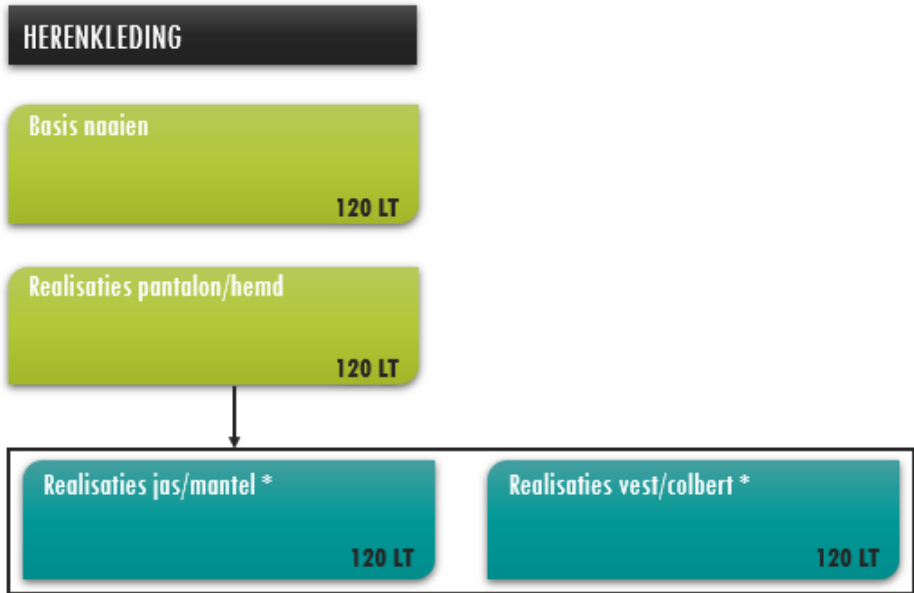 HERENKLEDING
Basis naaien
120 LT
Realisaties pantalon/hemd
120 LT
Realisaties jas/mantel *
120 LT
Realisaties vest/colbert *
120 LT